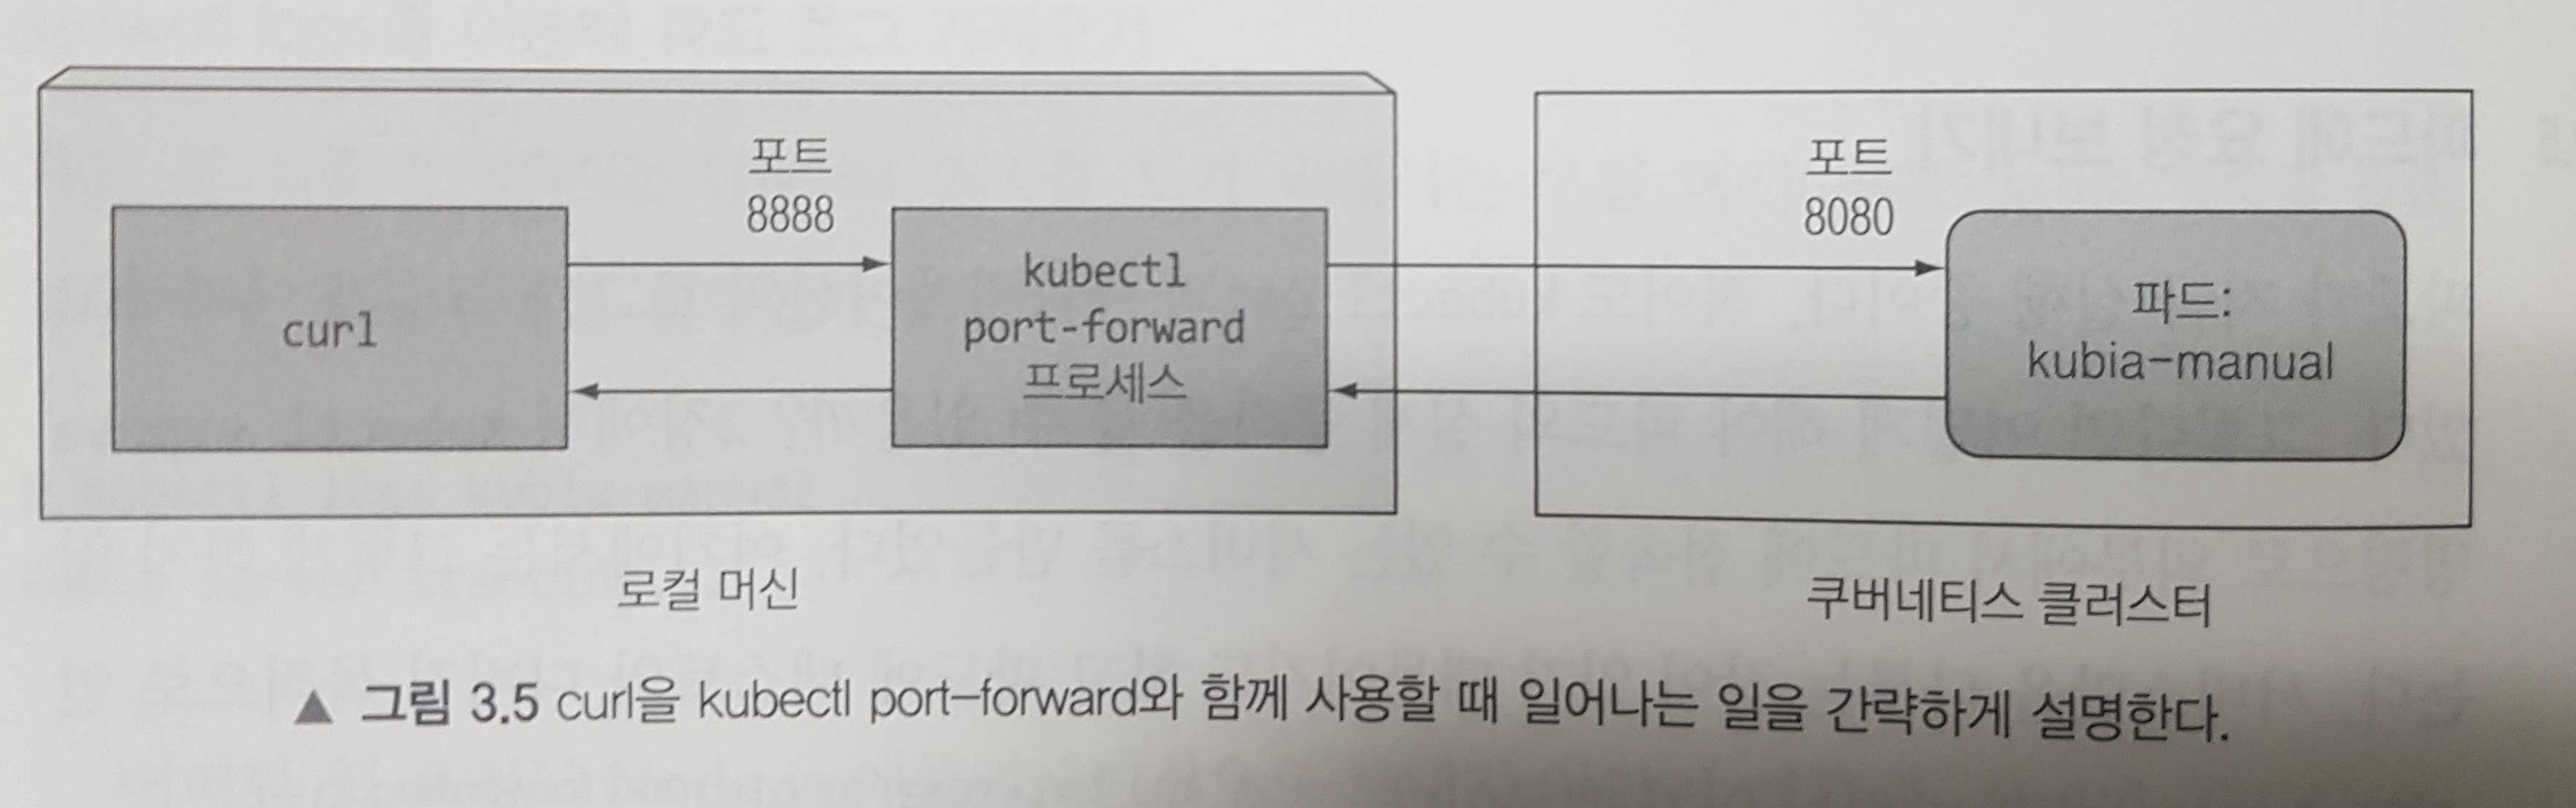 포트
8888
포트
8080
curl
kubectl
port-forward
프로세스
파드:
kubia-manual
로컬 머신
쿠버네티스 클러스터
▲ 그림 3.5 curl을 kubectl port-forward와 함께 사용할 때 일어나는 일을 간략하게 설명한다.